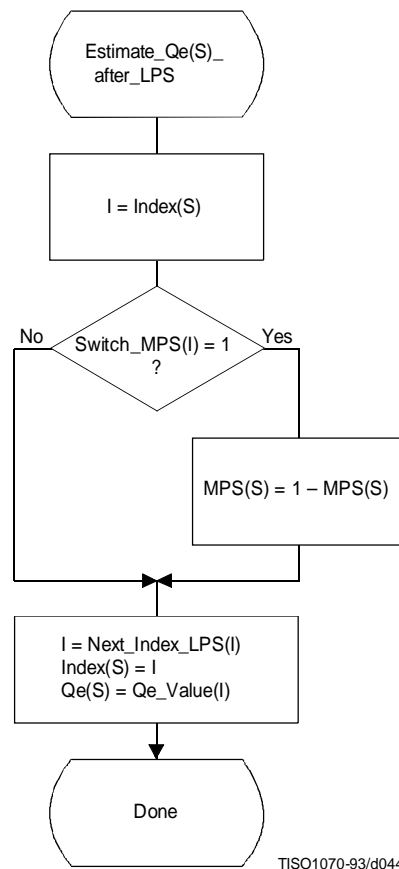 Estimate_Qe(S)_
after_LPS
I = Index(S)
No
Yes
Switch_MPS(I) = 1
?
MPS(S) = 1 – MPS(S)
I = Next_Index_LPS(I)
Index(S) = I
Qe(S) = Qe_Value(I)
Done
TISO1070-93/d044